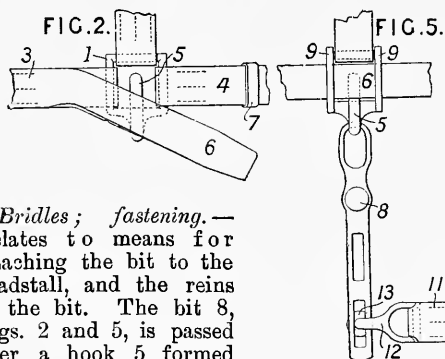 FIG.2.
FIG.5.
3
1
5
4
7
6
9
9
6
5
8
13
11
12
Bridles; fastening.—
elates to means for
aching the bit to the
adstall, and the reins
the bit. The bit 8,
gs. 2 and 5, is passed
er a hook 5 formed